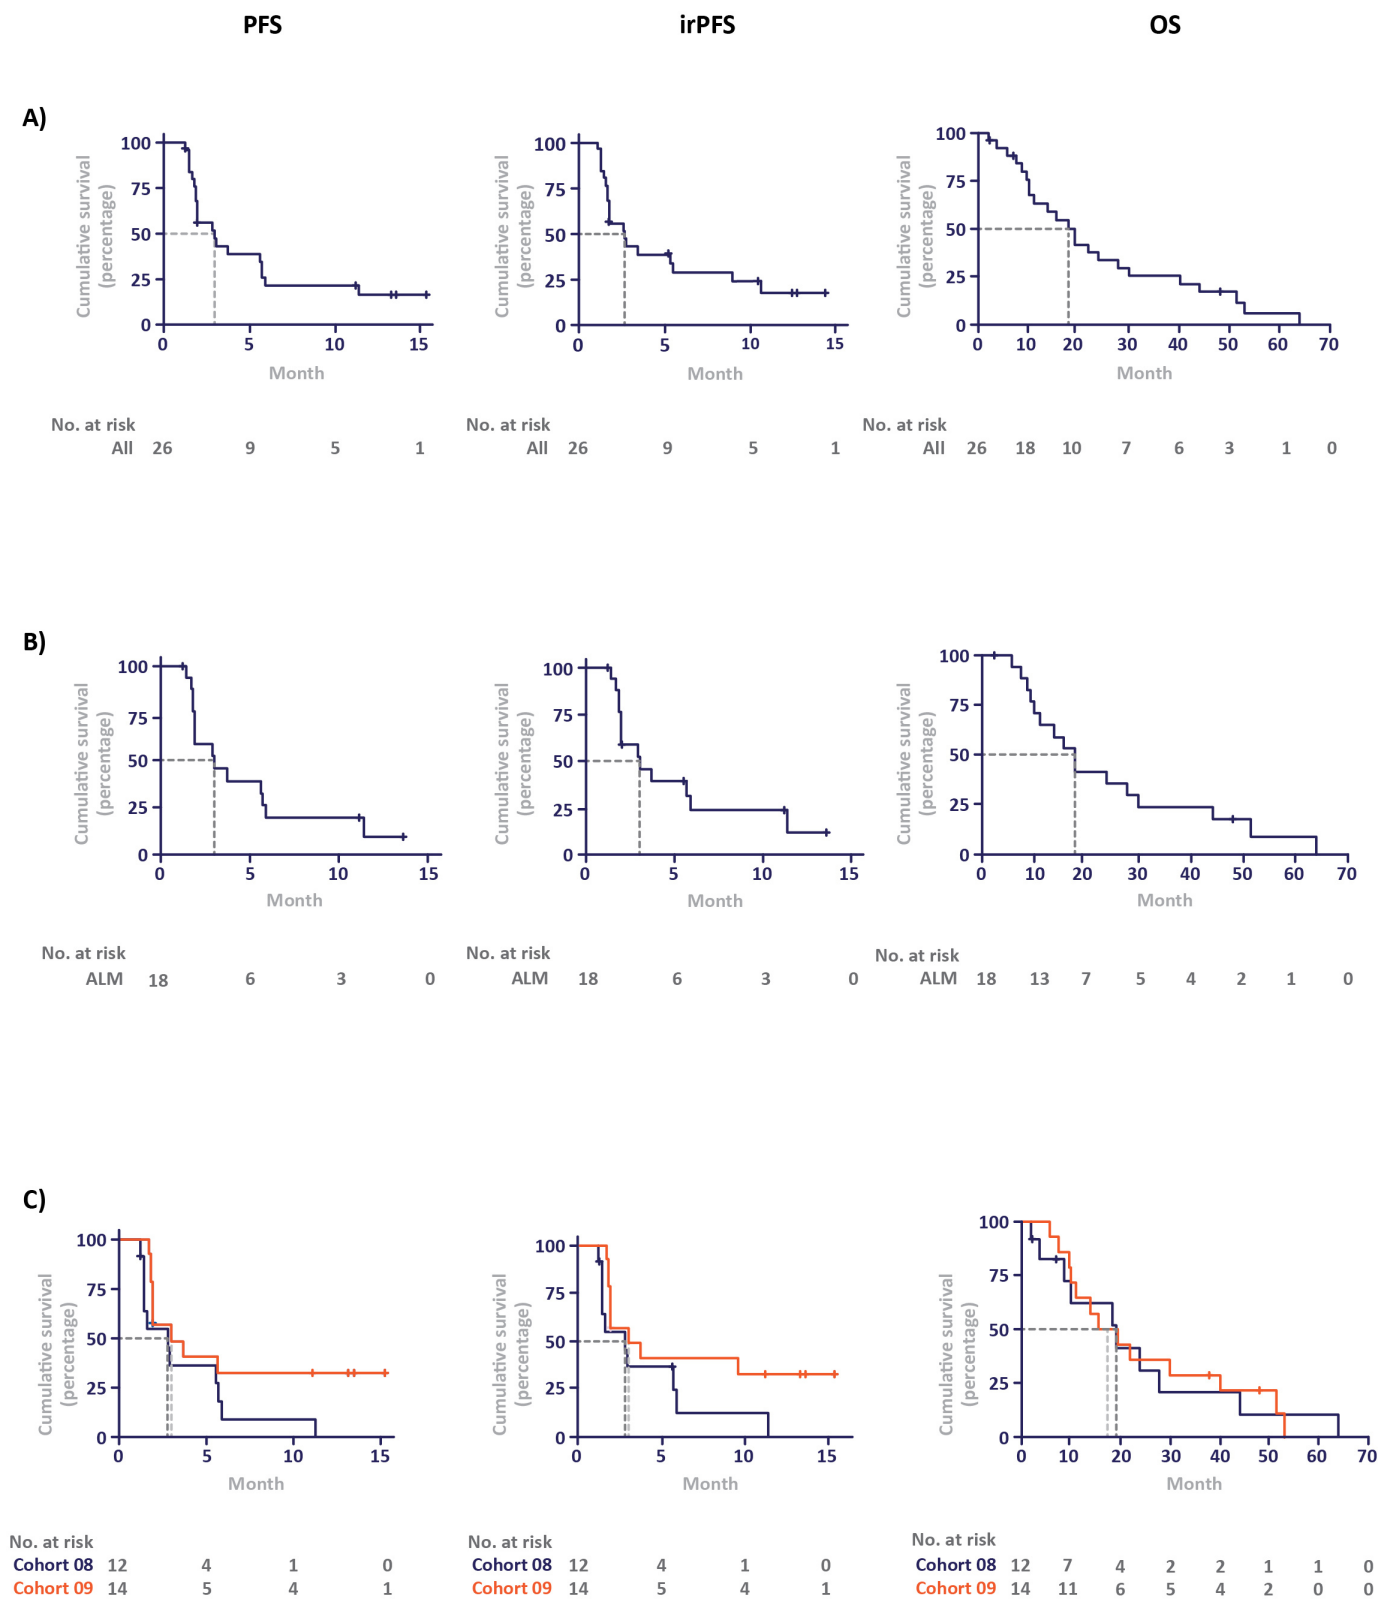 PFS irPFS OS
A)
Cumulative survival
(percentage)
100
75
50
25
0
0 5 10 15
Month
No. at risk
All 26 9 5 1
Cumulative survival
(percentage)
100
75
50
25
0
0 5 10 15
Month
No. at risk
All 26 9 5 1
Cumulative survival
(percentage)
100
75
50
25
0
0 10 20 30 40 50 60 70
Month
No. at risk
All 26 18 10 7 6 3 1 0
B)
Cumulative survival
(percentage)
100
75
50
25
0
0 5 10 15
Month
No. at risk
ALM 18 6 3 0
Cumulative survival
(percentage)
100
75
50
25
0
0 5 10 15
Month
No. at risk
ALM 18 6 3 0
Cumulative survival
(percentage)
100
75
50
25
0
0 10 20 30 40 50 60 70
Month
No. at risk
ALM 18 13 7 5 4 2 1 0
C)
Cumulative survival
(percentage)
100
75
50
25
0
0 5 10 15
Month
No. at risk
Cohort 08 12 4 1 0
Cohort 09 14 5 4 1
Cumulative survival
(percentage)
100
75
50
25
0
0 5 10 15
Month
No. at risk
Cohort 08 12 4 1 0
Cohort 09 14 5 4 1
Cumulative survival
(percentage)
100
75
50
25
0
0 10 20 30 40 50 60 70
Month
No. at risk
Cohort 08 12 7 4 2 2 1 1 0
Cohort 09 14 11 6 5 4 2 0 0